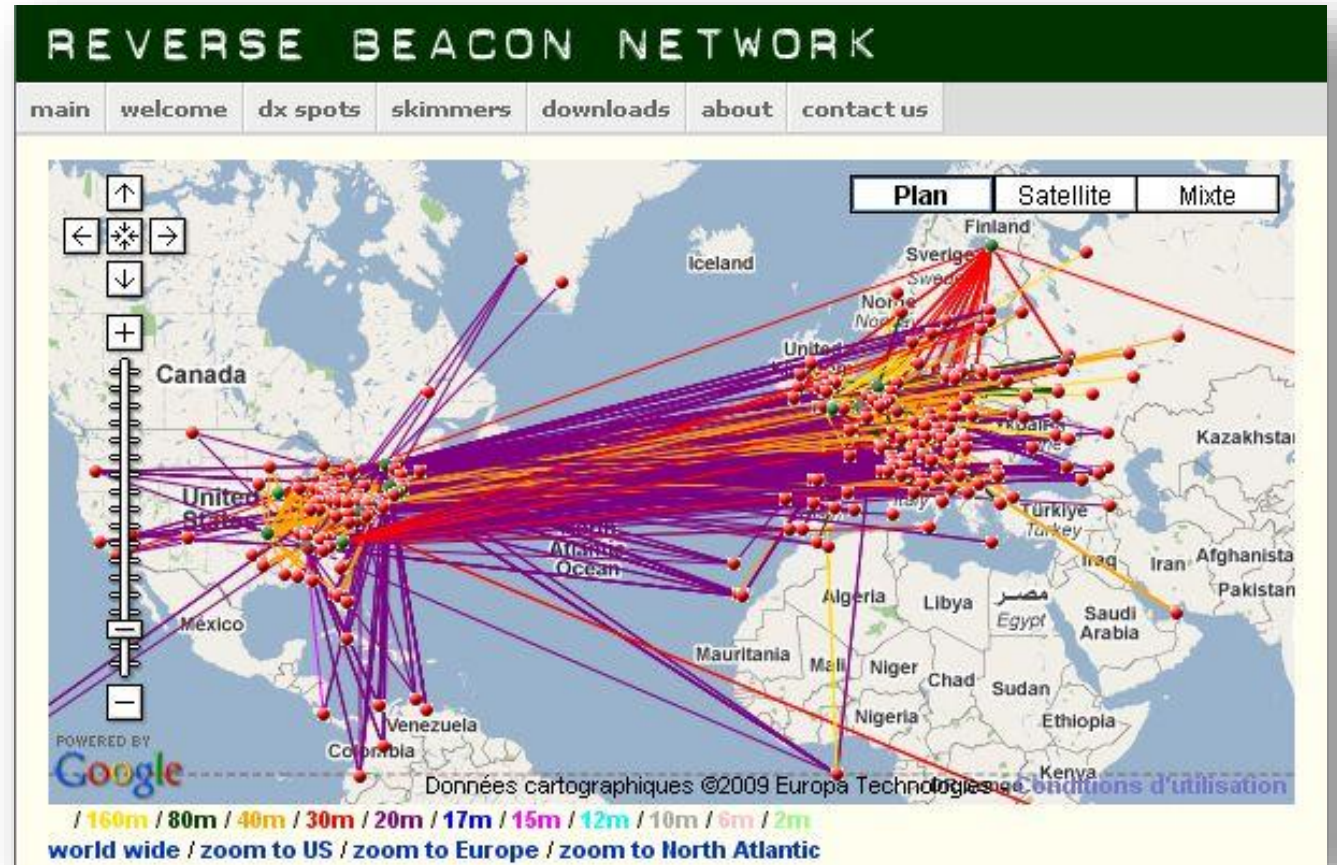 REVERSE BEACON NETWORK
main welcome dx spots skimmers downloads about contact us
Plan Satellite Mixte
Finland
Sverige
Iceland
Norge
United
Canada
Kazakhstan
United
States
Italy
Türkiye
Turkey
North
Atlantic
Ocean
Iraq
Iran
Afghanista
Pakistan
Algeria
Libya
مصر
Egypt
Saudi
Arabia
México
Mauritania
Mali
Niger
Chad
Sudan
Nigeria
Ethiopia
Venezuela
Colombia
Kenya
POWERED BY
Google
Données cartographiques ©2009 Europa Technologies - Conditions d'utilisation
/ 160m / 80m / 40m / 30m / 20m / 17m / 15m / 12m / 10m / 6m / 2m
world wide / zoom to US / zoom to Europe / zoom to North Atlantic